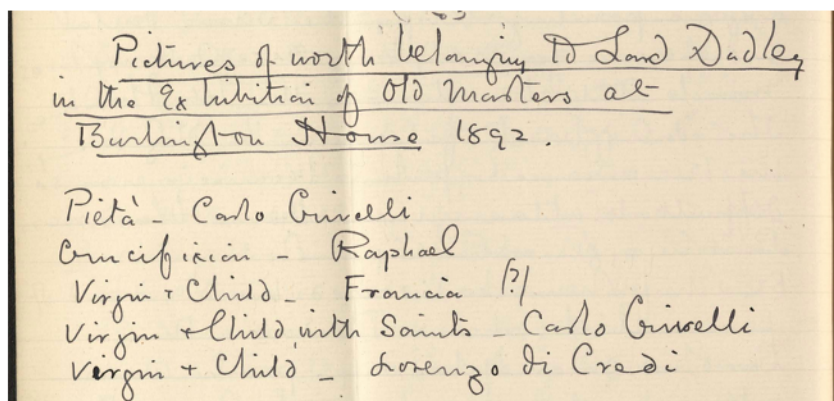 Pictures of worth belonging to Lord Dudley
in the Exhibition of Old Masters at
Burlington House 1892.
Pietà - Carlo Crivelli
Crucifixion - Raphael
Virgin + Child - Francia [?]
Virgin + Child with Saints - Carlo Crivelli
Virgin + Child - Lorenzo di Credi